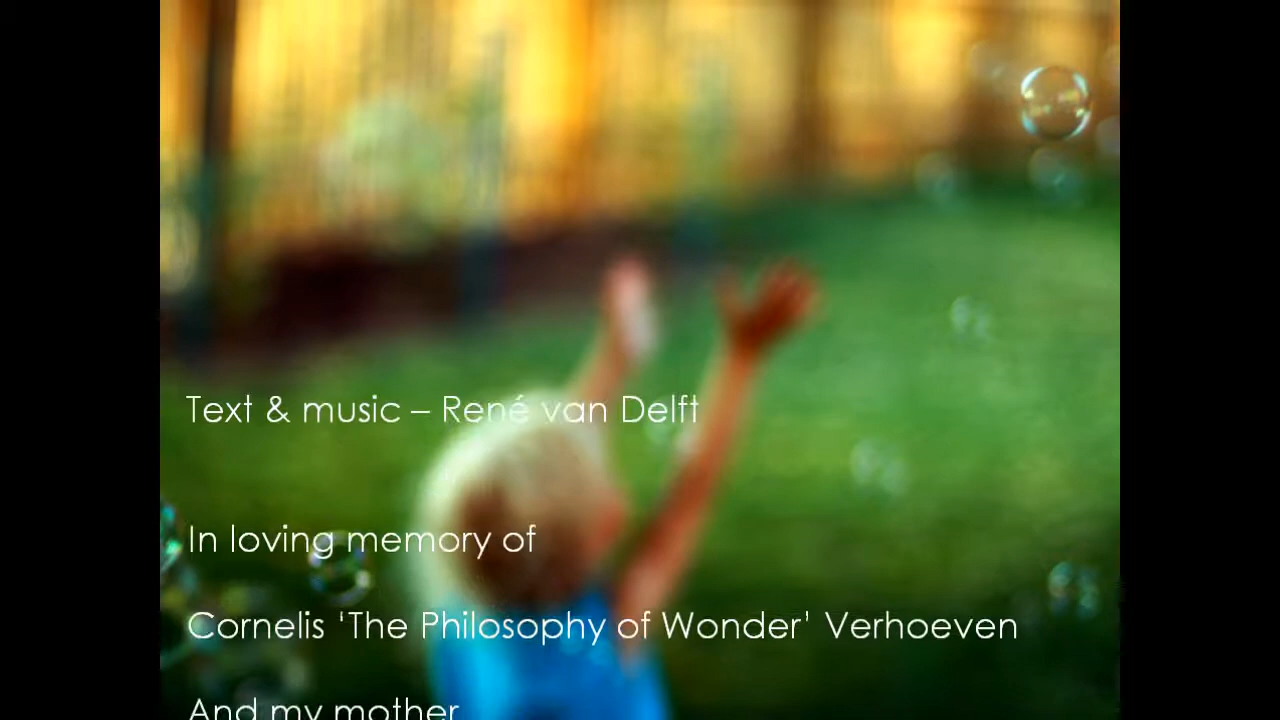 Text & music – René van Delft
In loving memory of
Cornelis ‘The Philosophy of Wonder’ Verhoeven
And my mother